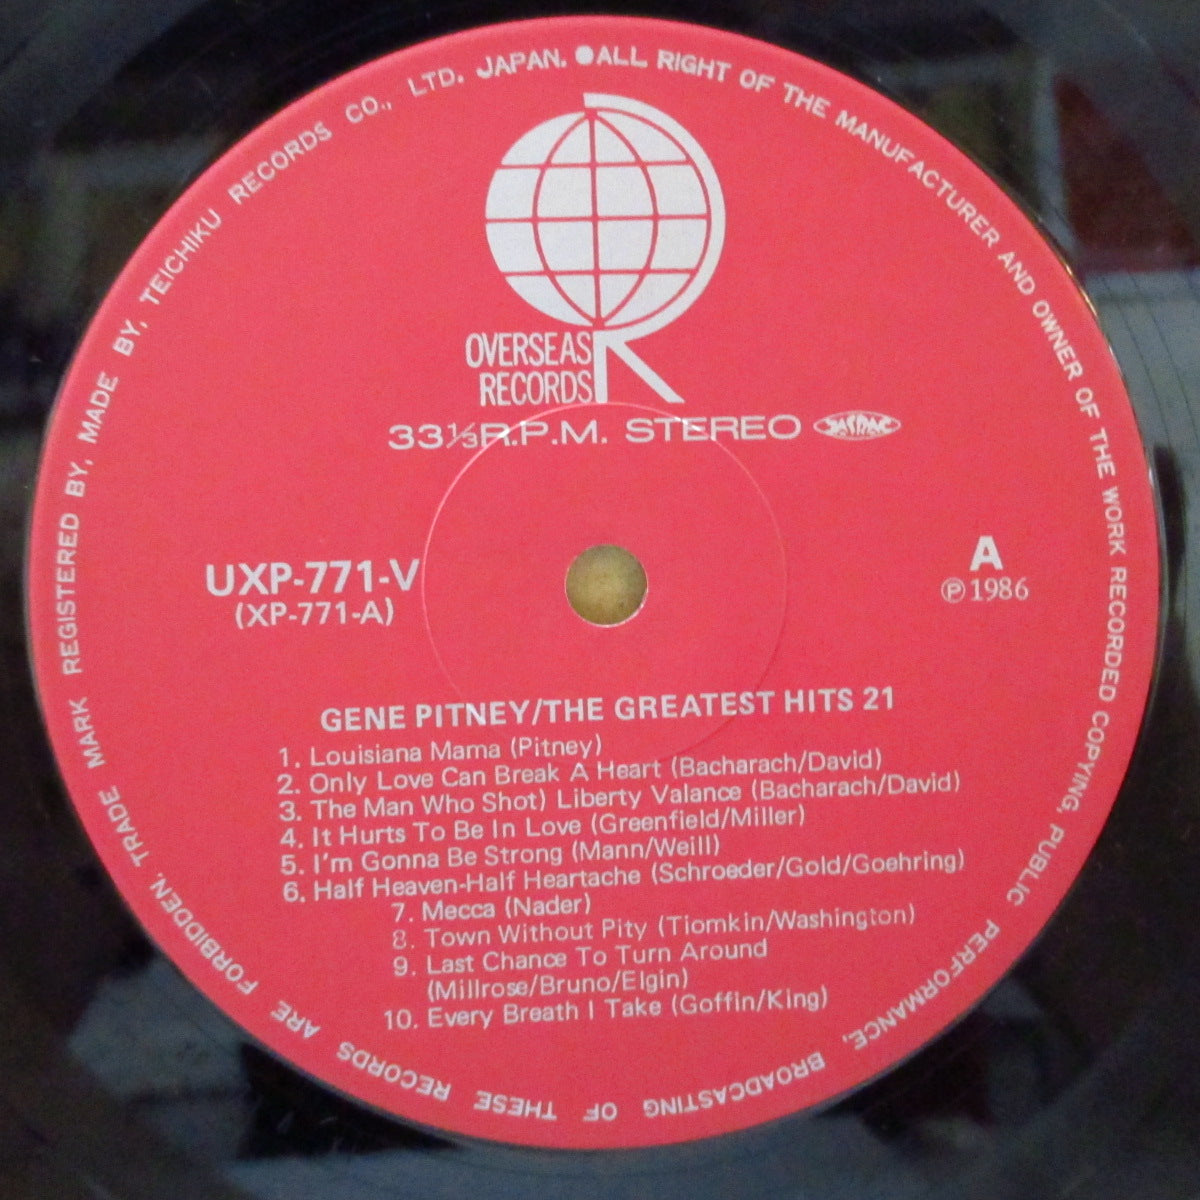 MARK REGISTERED BY, MADE BY, TEICHIKU RECORDS CO., LTD. JAPAN. ●ALL RIGHT OF THE MANUFACTURER AND OWNER OF THE WORK RECORDED COPYING, PUBLIC PERFORMANCE, BROADCASTING OF THESE RECORDS ARE FORBIDDEN, TRADE
OVERSEAS
RECORDS
33⅓R.P.M. STEREO JASRAC
UXP-771-V
(XP-771-A)
A
℗1986
GENE PITNEY/THE GREATEST HITS 21
1. Louisiana Mama (Pitney)
2. Only Love Can Break A Heart (Bacharach/David)
3. The Man Who Shot) Liberty Valance (Bacharach/David)
4. It Hurts To Be In Love (Greenfield/Miller)
5. I'm Gonna Be Strong (Mann/Weill)
6. Half Heaven-Half Heartache (Schroeder/Gold/Goehring)
7. Mecca (Nader)
8. Town Without Pity (Tiomkin/Washington)
9. Last Chance To Turn Around
(Millrose/Bruno/Elgin)
10. Every Breath I Take (Goffin/King)